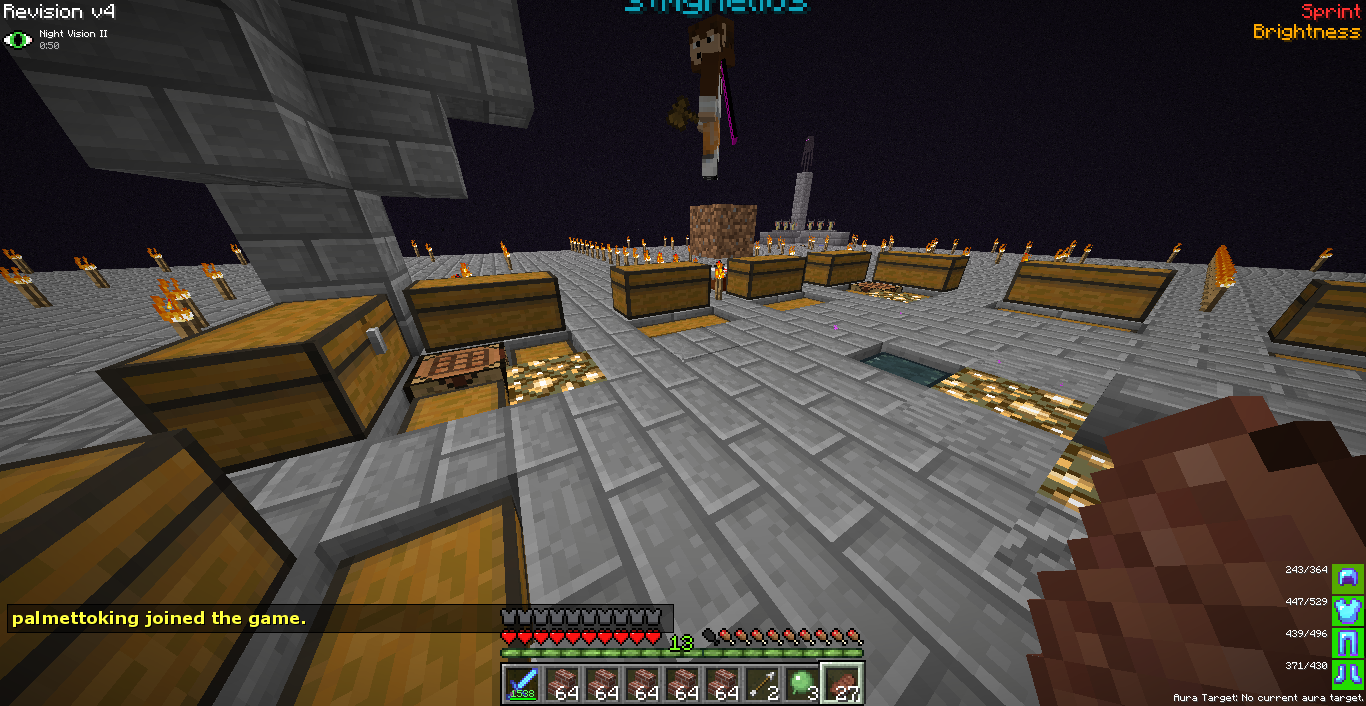 Revision v4
Sprint
Brightness
Night Vision II
0:50
243/364
447/529
439/496
371/430
palmettoking joined the game.
18
1538
64
64
64
64
64
2
3
27
Aura Target: No current aura target.